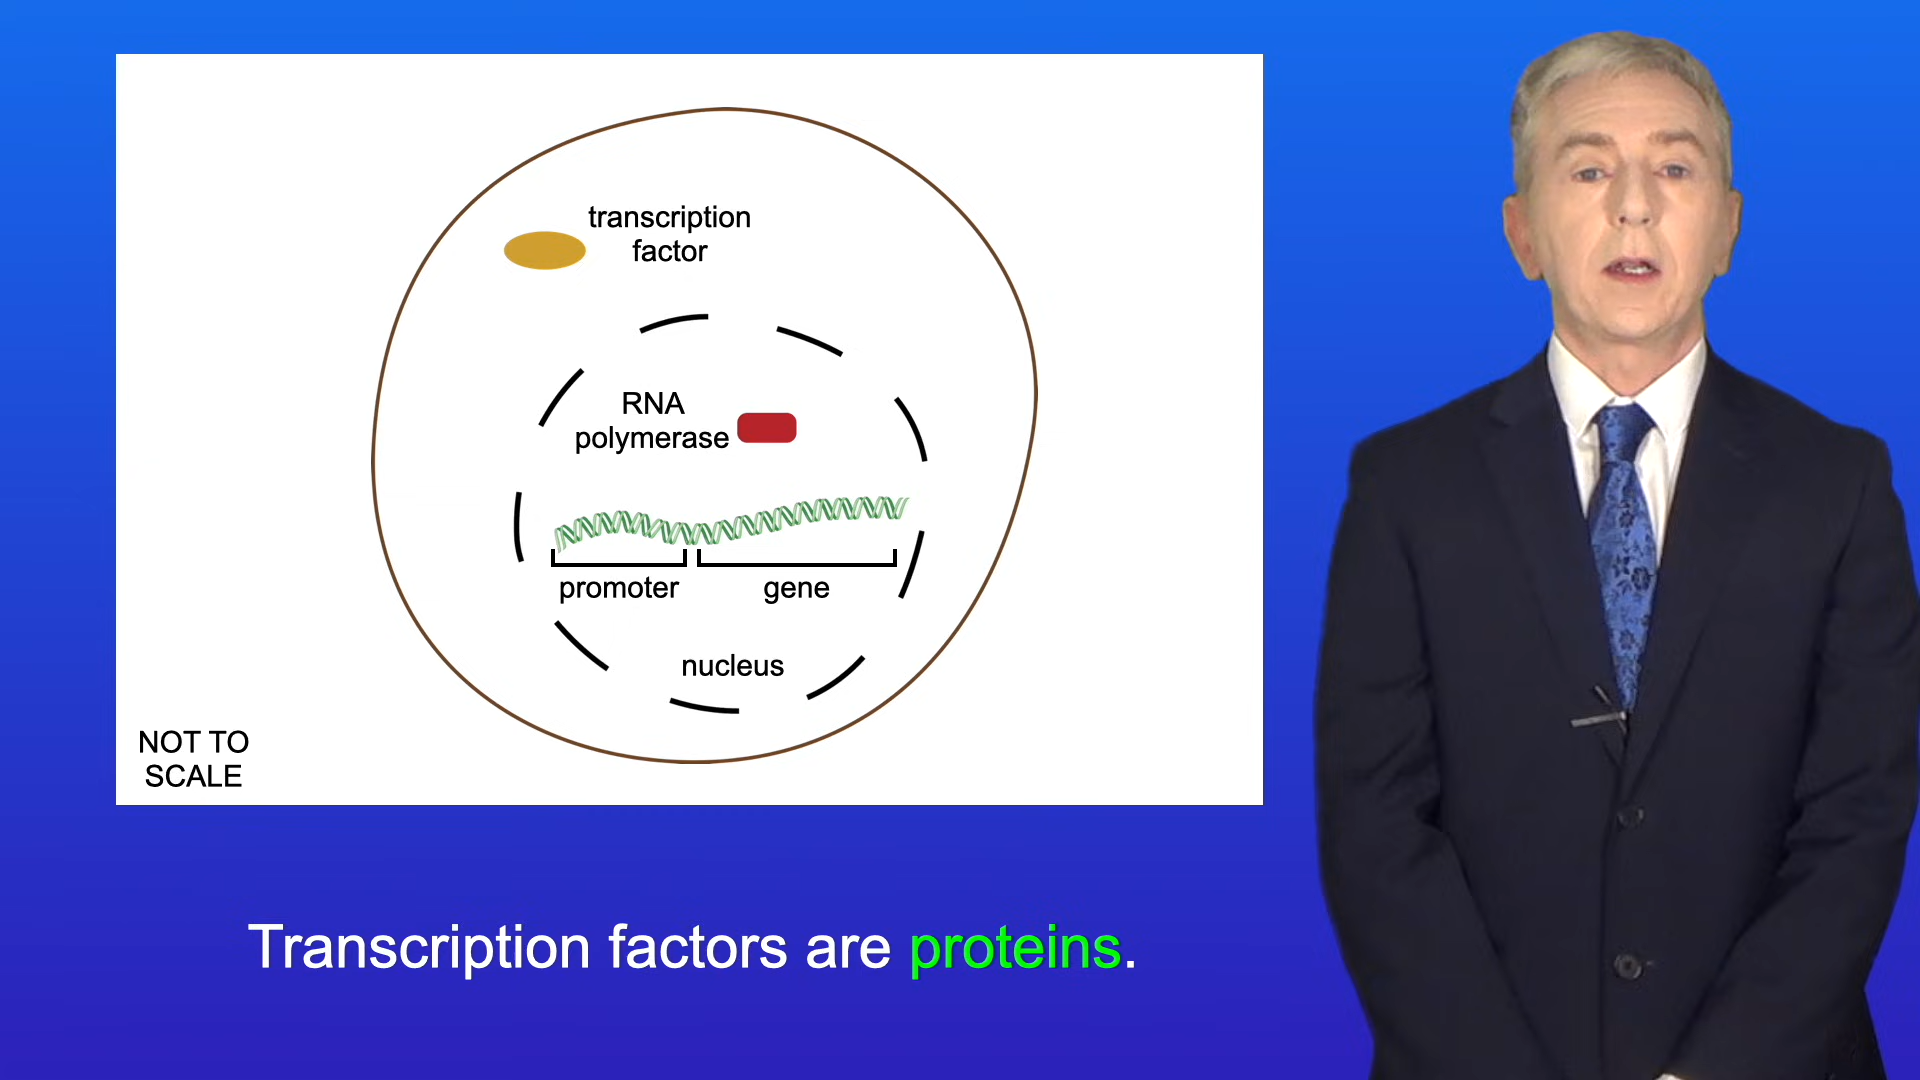 transcription
factor
RNA
polymerase
promoter
gene
nucleus
NOT TO
SCALE
Transcription factors are proteins.